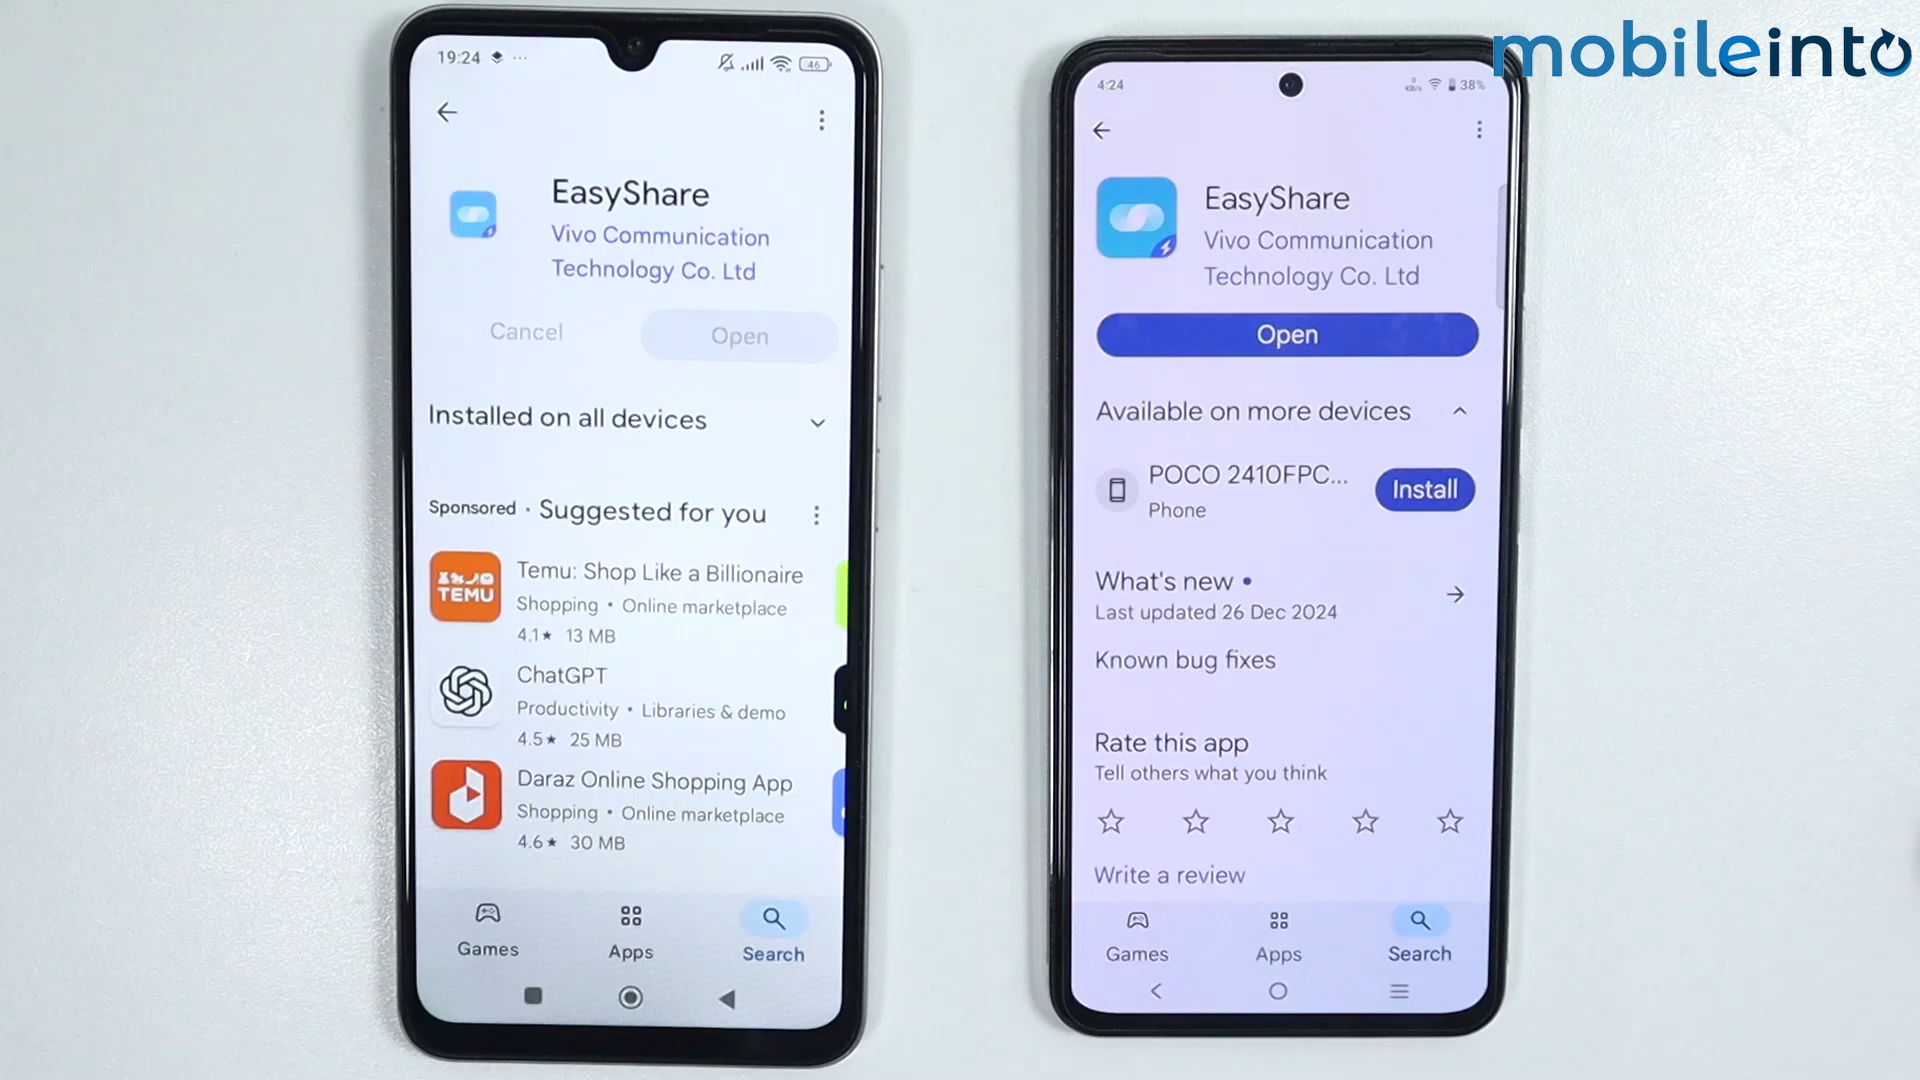 mobileinto
19:24
46
EasyShare
Vivo Communication
Technology Co. Ltd
Cancel
Open
Installed on all devices
Sponsored · Suggested for you
TEMU
Temu: Shop Like a Billionaire
Shopping • Online marketplace
4.1★ 13 MB
ChatGPT
Productivity • Libraries & demo
4.5★ 25 MB
Daraz Online Shopping App
Shopping • Online marketplace
4.6★ 30 MB
Games
Apps
Search
4:24
0
KB/s
38%
EasyShare
Vivo Communication
Technology Co. Ltd
Open
Available on more devices
POCO 2410FPC...
Phone
Install
What's new •
Last updated 26 Dec 2024
Known bug fixes
Rate this app
Tell others what you think
Write a review
Games
Apps
Search